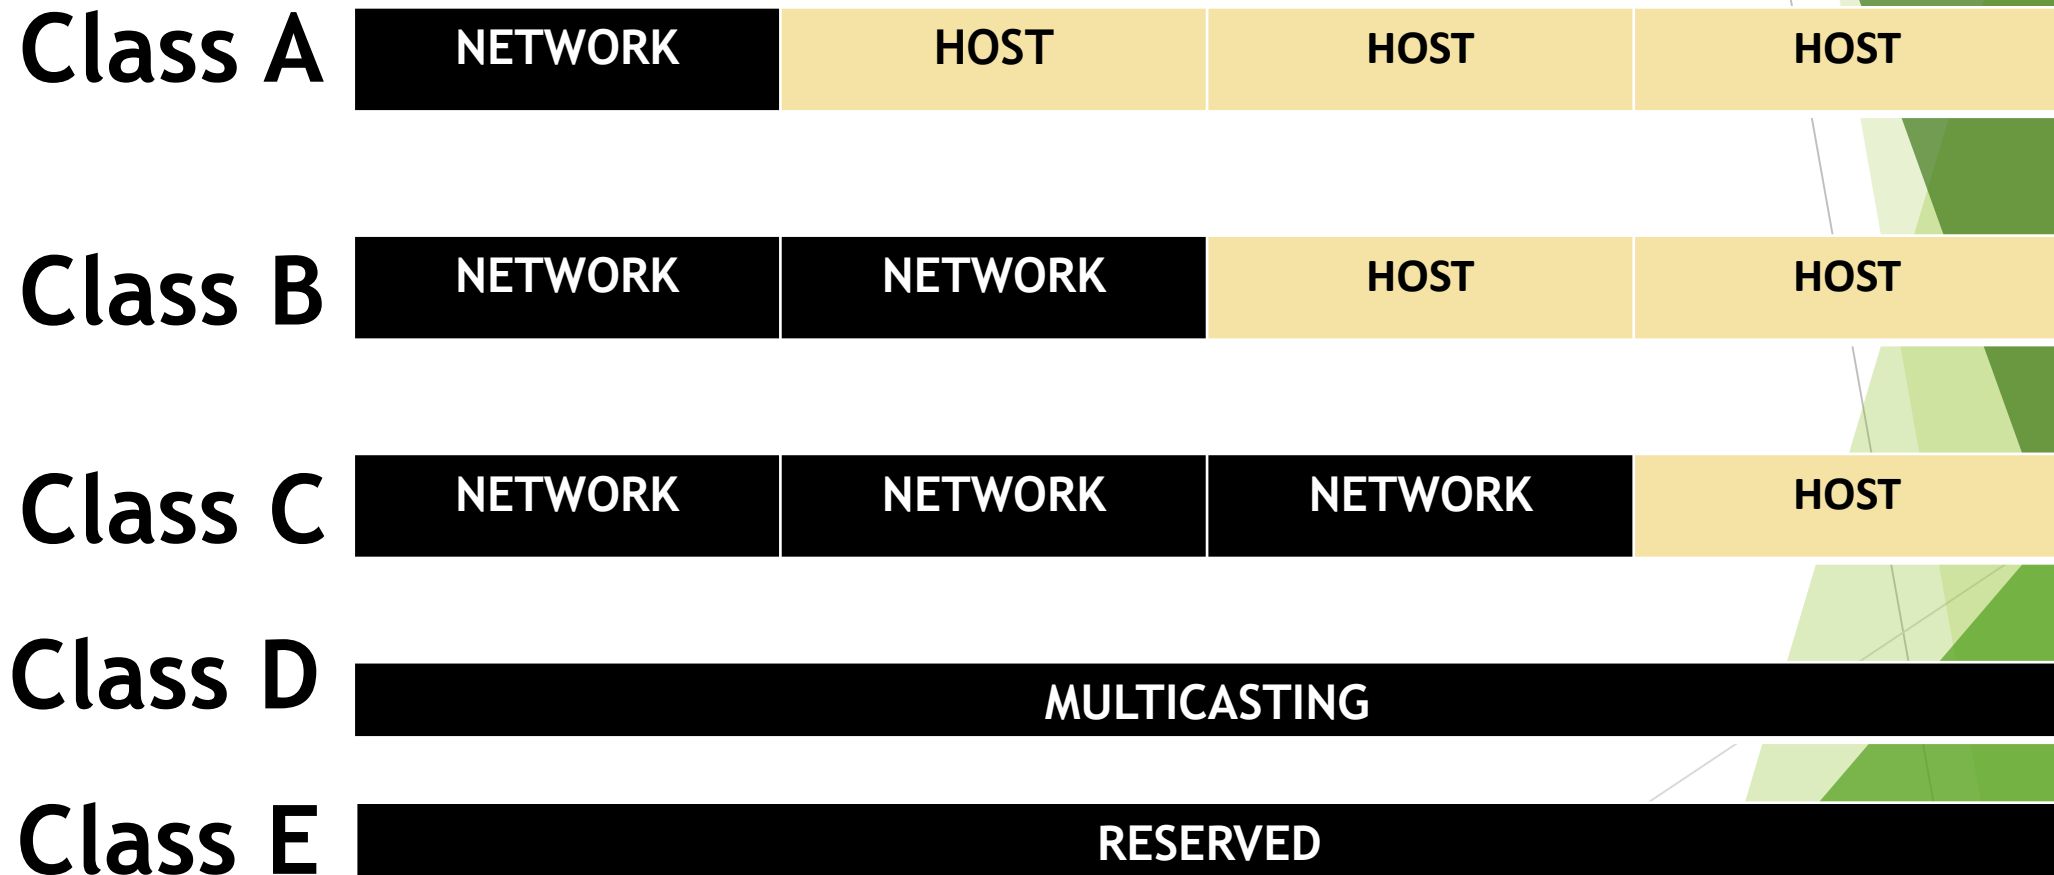 Class A NETWORK HOST HOST HOST
Class B NETWORK NETWORK HOST HOST
Class C NETWORK NETWORK NETWORK HOST
Class D MULTICASTING
Class E RESERVED